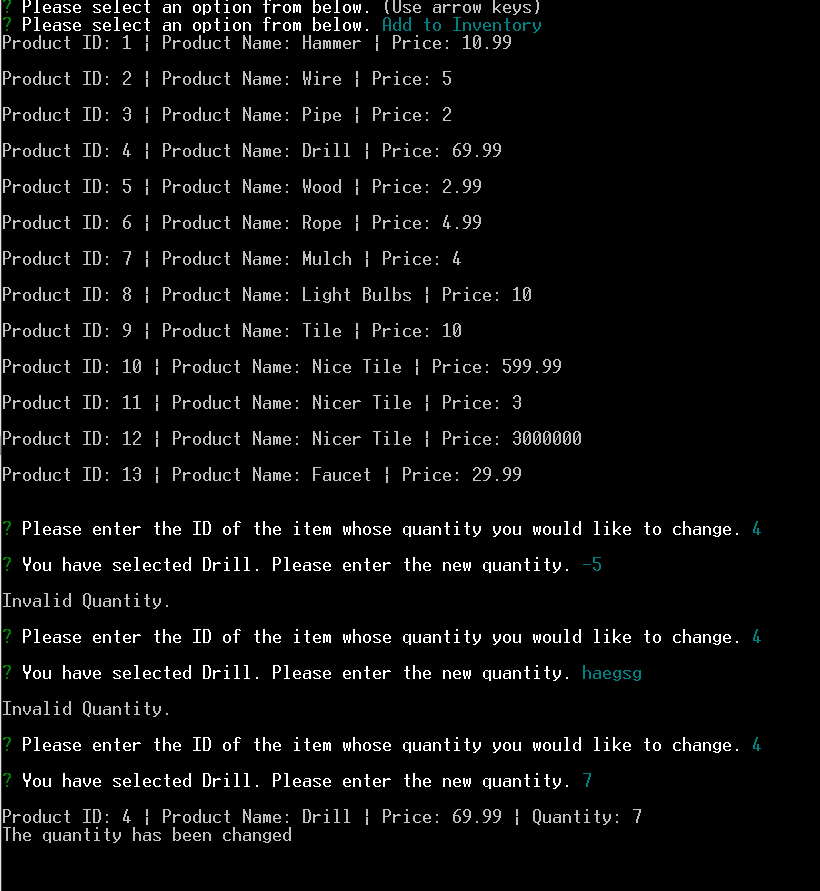 ? Please select an option from below. (Use arrow keys)
? Please select an option from below. Add to Inventory
Product ID: 1 | Product Name: Hammer | Price: 10.99
Product ID: 2 | Product Name: Wire | Price: 5
Product ID: 3 | Product Name: Pipe | Price: 2
Product ID: 4 | Product Name: Drill | Price: 69.99
Product ID: 5 | Product Name: Wood | Price: 2.99
Product ID: 6 | Product Name: Rope | Price: 4.99
Product ID: 7 | Product Name: Mulch | Price: 4
Product ID: 8 | Product Name: Light Bulbs | Price: 10
Product ID: 9 | Product Name: Tile | Price: 10
Product ID: 10 | Product Name: Nice Tile | Price: 599.99
Product ID: 11 | Product Name: Nicer Tile | Price: 3
Product ID: 12 | Product Name: Nicer Tile | Price: 3000000
Product ID: 13 | Product Name: Faucet | Price: 29.99
? Please enter the ID of the item whose quantity you would like to change. 4
? You have selected Drill. Please enter the new quantity. -5
Invalid Quantity.
? Please enter the ID of the item whose quantity you would like to change. 4
? You have selected Drill. Please enter the new quantity. haegsg
Invalid Quantity.
? Please enter the ID of the item whose quantity you would like to change. 4
? You have selected Drill. Please enter the new quantity. 7
Product ID: 4 | Product Name: Drill | Price: 69.99 | Quantity: 7
The quantity has been changed